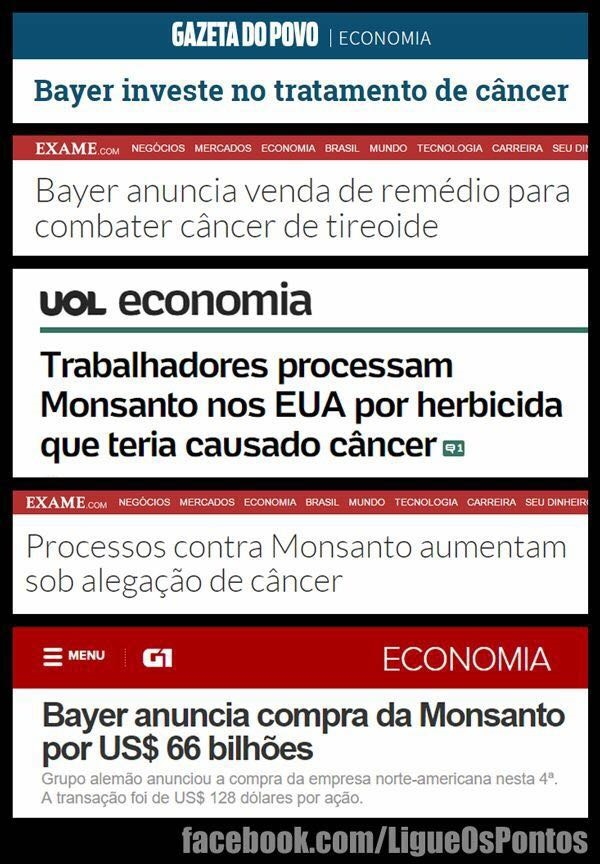 GAZETA DO POVO | ECONOMIA
Bayer investe no tratamento de câncer
EXAME.COM NEGÓCIOS MERCADOS ECONOMIA BRASIL MUNDO TECNOLOGIA CARREIRA SEU DIN
Bayer anuncia venda de remédio para
combater câncer de tireoide
UOL economia
Trabalhadores processam
Monsanto nos EUA por herbicida
que teria causado câncer 1
EXAME.COM NEGÓCIOS MERCADOS ECONOMIA BRASIL MUNDO TECNOLOGIA CARREIRA SEU DINHEIR
Processos contra Monsanto aumentam
sob alegação de câncer
MENU G1 ECONOMIA
Bayer anuncia compra da Monsanto
por US$ 66 bilhões
Grupo alemão anunciou a compra da empresa norte-americana nesta 4ª.
A transação foi de US$ 128 dólares por ação.
facebook.com/LigueOsPontos